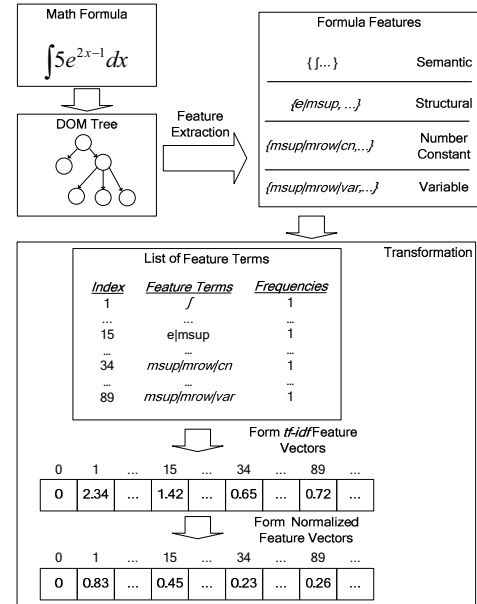 Math Formula
∫5e^{2x−1}dx
DOM Tree
Feature
Extraction
Formula Features
{ ∫... } Semantic
{e|msup, ...} Structural
{msup|mrow|cn,...} Number
Constant
{msup|mrow|var,...} Variable
Transformation
List of Feature Terms
Index Feature Terms Frequencies
1 ∫ 1
... ... ...
15 e|msup 1
... ... ...
34 msup|mrow|cn 1
... ... ...
89 msup|mrow|var 1
Form tf-idf Feature
Vectors
0 1 ... 15 ... 34 ... 89 ...
0 2.34 ... 1.42 ... 0.65 ... 0.72 ...
Form Normalized
Feature Vectors
0 1 ... 15 ... 34 ... 89 ...
0 0.83 ... 0.45 ... 0.23 ... 0.26 ...